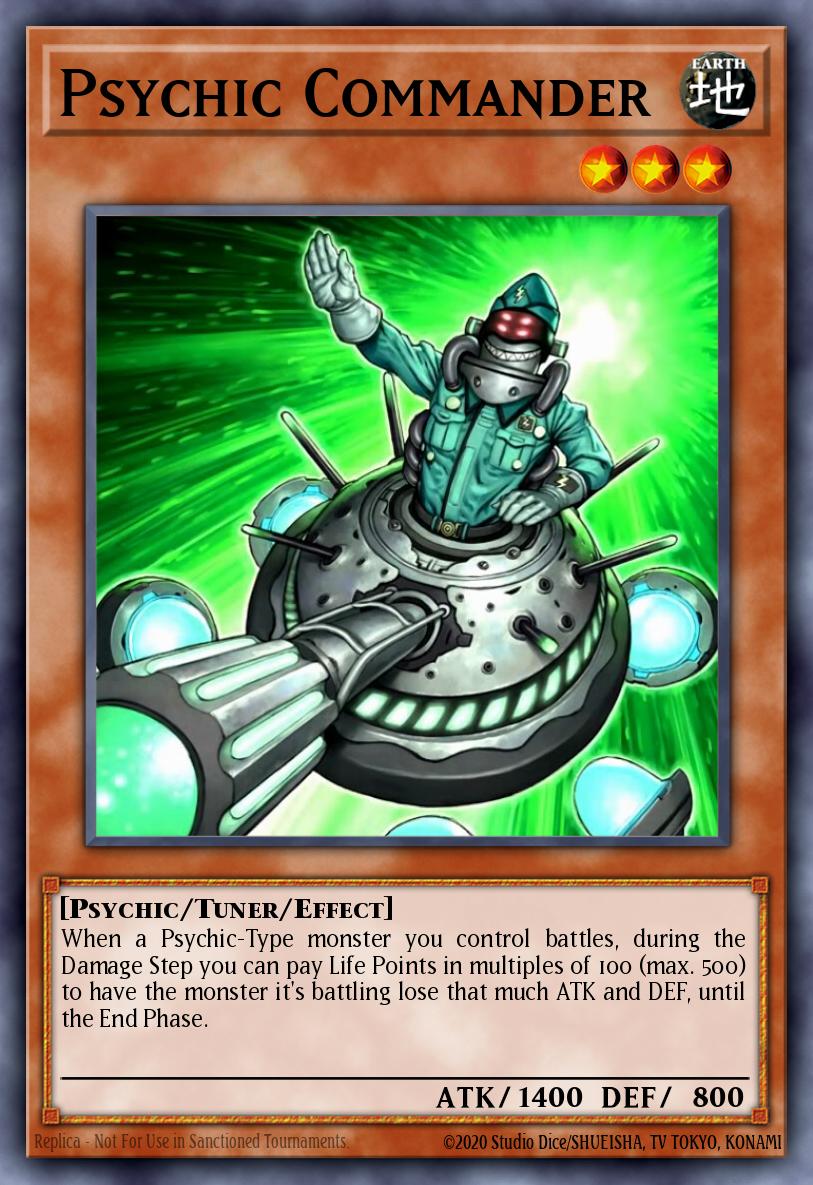 Psychic Commander
EARTH
地
[Psychic/Tuner/Effect]
When a Psychic-Type monster you control battles, during the
Damage Step you can pay Life Points in multiples of 100 (max. 500)
to have the monster it's battling lose that much ATK and DEF, until
the End Phase.
ATK/1400 DEF/ 800
Replica - Not For Use in Sanctioned Tournaments.
©2020 Studio Dice/SHUEISHA, TV TOKYO, KONAMI